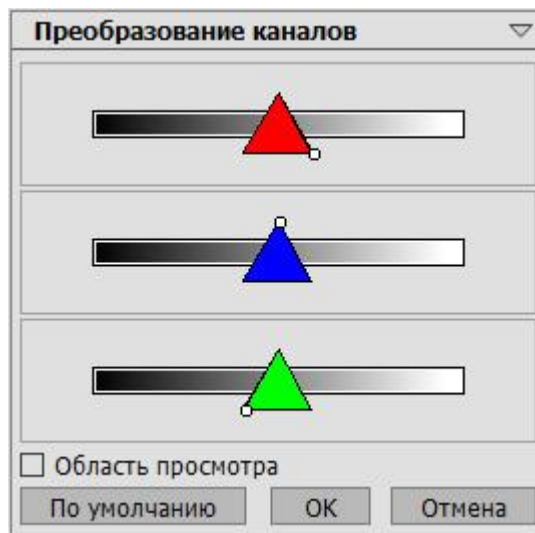 Преобразование каналов
Область просмотра
По умолчанию
OK
Отмена